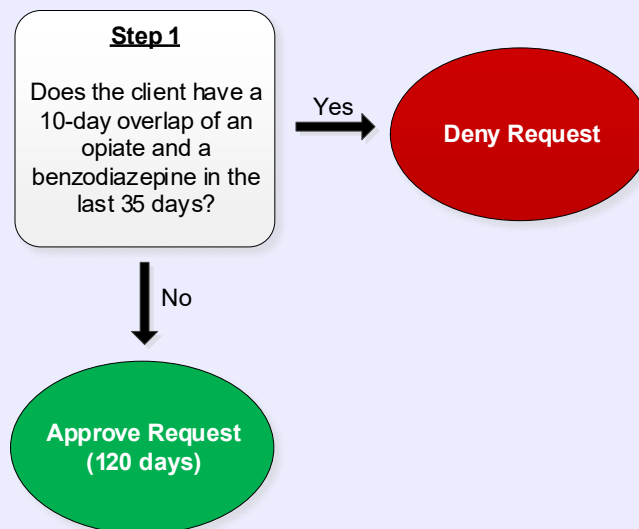 Step 1
Does the client have a
10-day overlap of an
opiate and a
benzodiazepine in the
last 35 days?
Yes
Deny Request
No
Approve Request
(120 days)